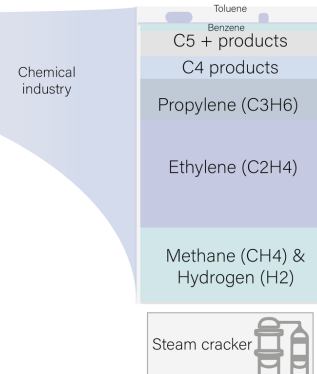 Toluene
Benzene
C5 + products
Chemical
industry
C4 products
Propylene (C3H6)
Ethylene (C2H4)
Methane (CH4) &
Hydrogen (H2)
Steam cracker